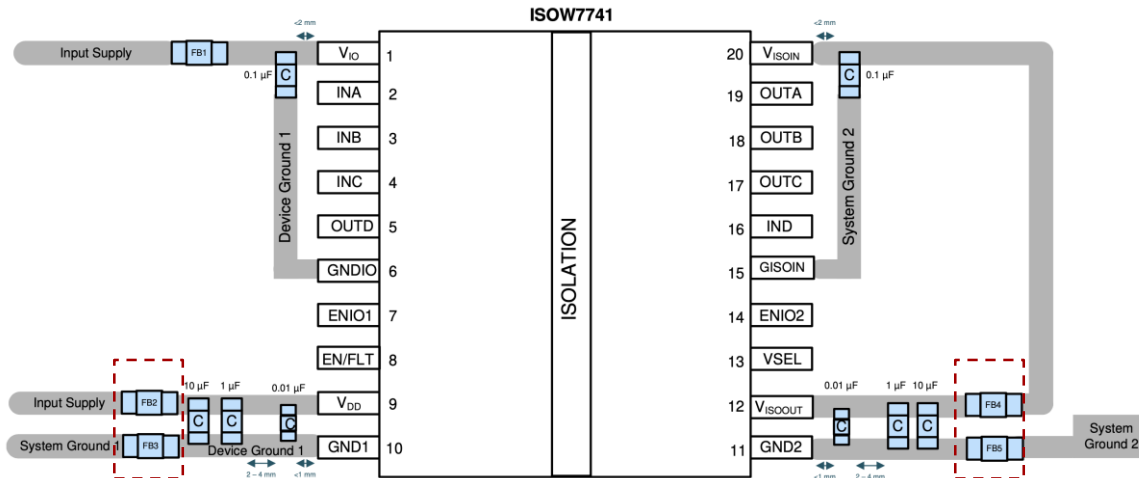 ISOW7741
<2 mm
<2 mm
Input Supply
FB1
VIO
1
20
VISOIN
0.1 µF
C
C
0.1 µF
INA
2
19
OUTA
INB
3
18
OUTB
Device Ground 1
System Ground 2
INC
4
17
OUTC
OUTD
5
16
IND
ISOLATION
GNDIO
6
15
GISOIN
ENIO1
7
14
ENIO2
EN/FLT
8
13
VSEL
10 µF
1 µF
0.01 µF
0.01 µF
1 µF
10 µF
Input Supply
FB2
VDD
9
12
VISOOUT
FB4
C
C
C
C
C
C
System Ground 1
FB3
Device Ground 1
GND1
10
11
GND2
FB5
System
Ground 2
2 – 4 mm
<1 mm
<1 mm
2 – 4 mm